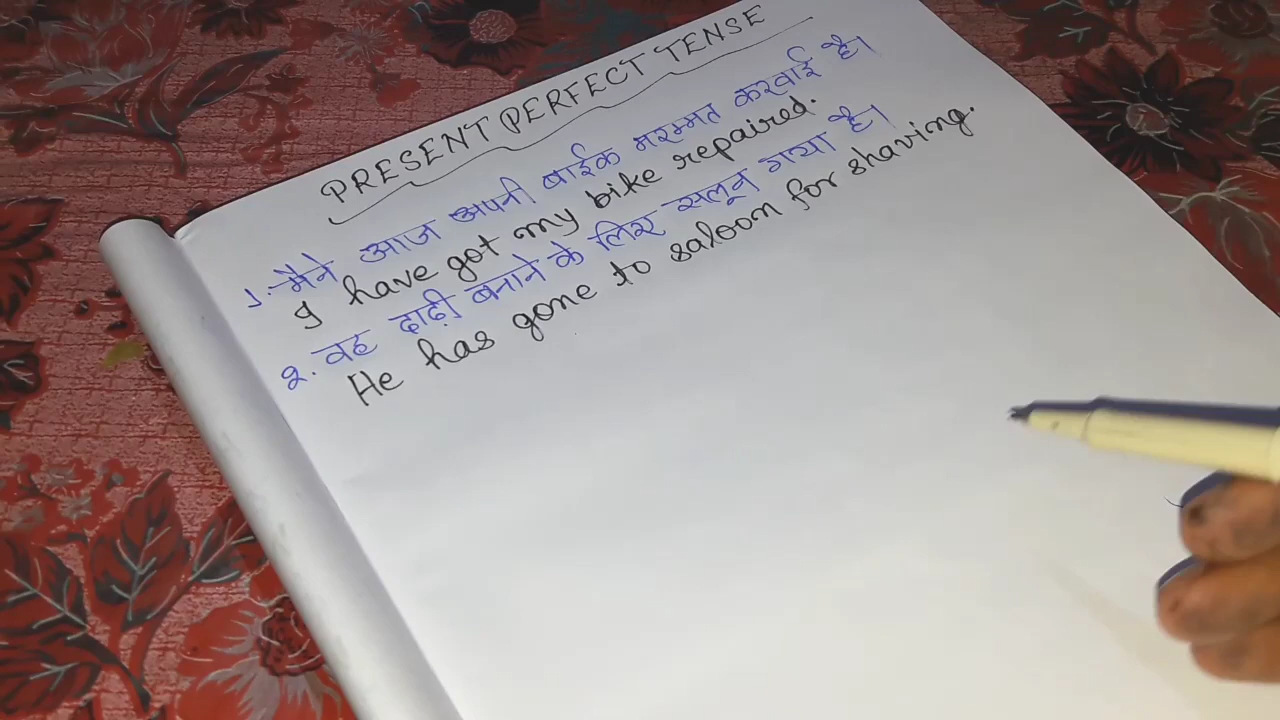 PRESENT PERFECT TENSE
1. मैने आज अपनी बाईक मरम्मत करवाई है।
I have got my bike repaired.
2. वह दाढ़ी बनाने के लिए सलून गया है।
He has gone to saloon for shaving.